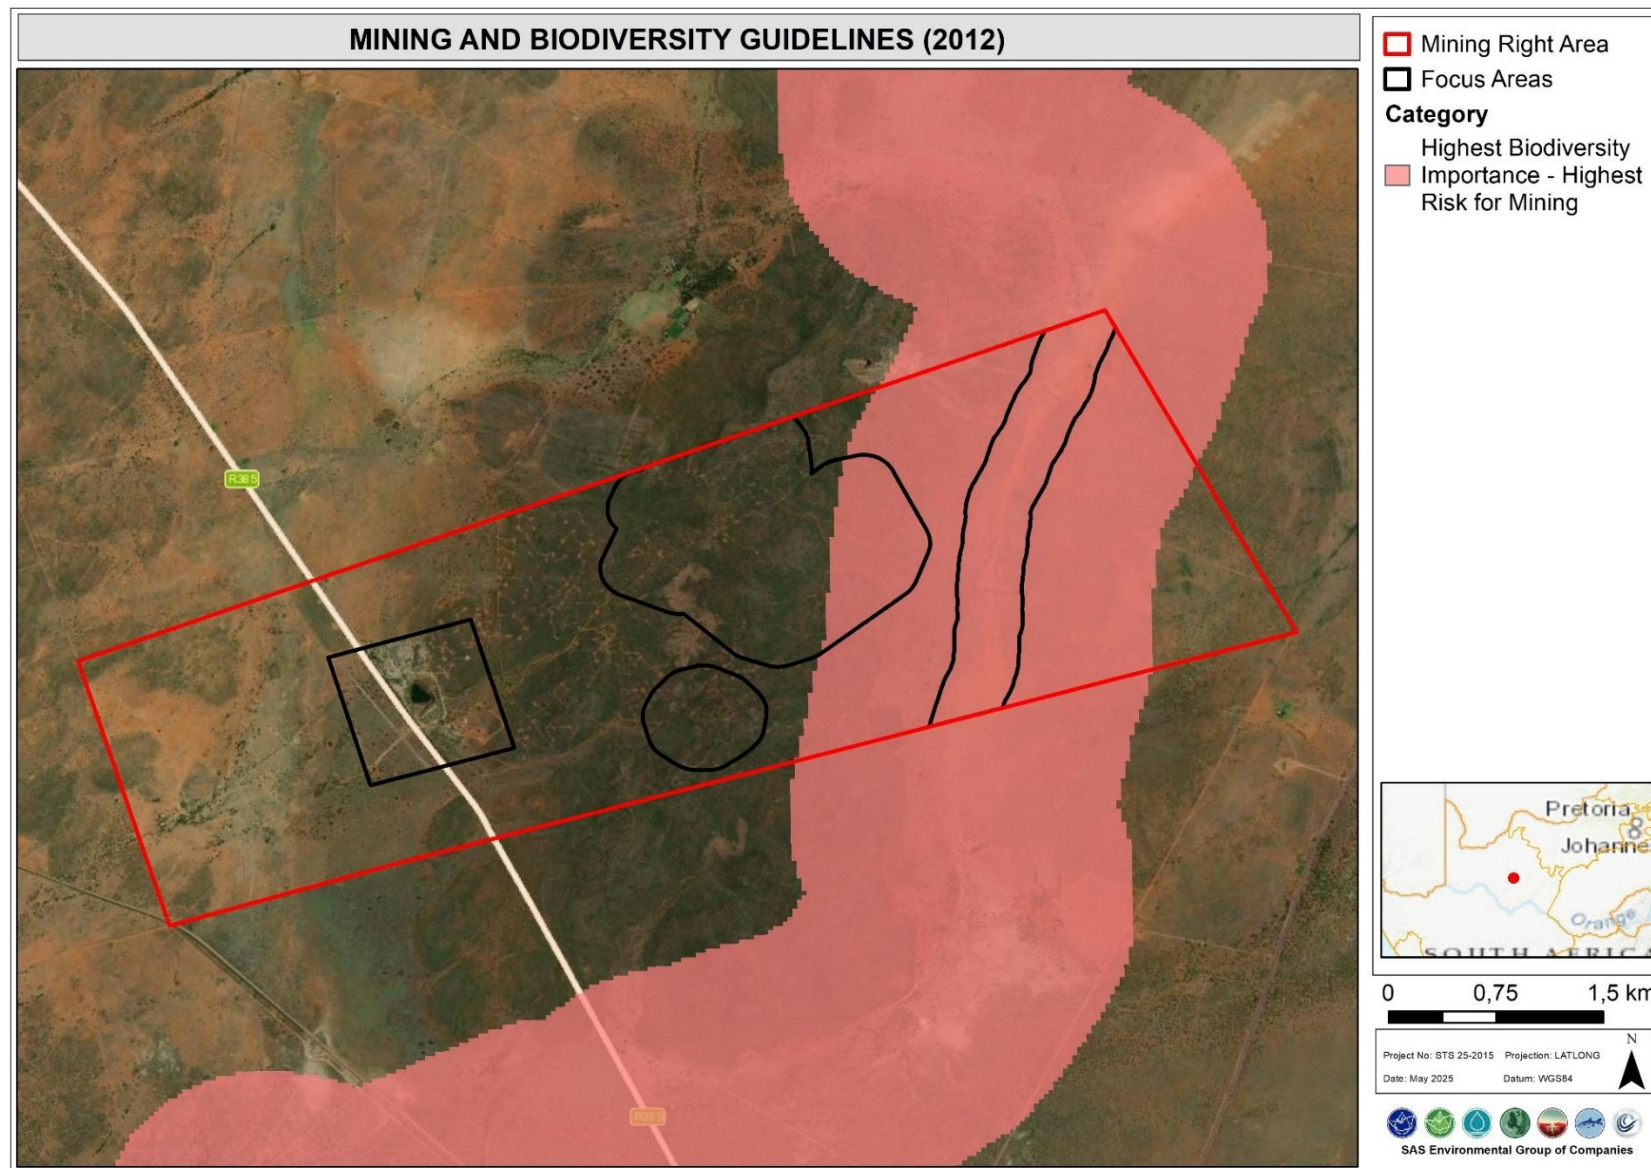 MINING AND BIODIVERSITY GUIDELINES (2012)
R385
R385
Mining Right Area
Focus Areas
Category
Highest Biodiversity
Importance - Highest
Risk for Mining
Pretoria
Johanne
Orange
SOUTH AFRICA
0 0,75 1,5 km
Project No: STS 25-2015 Projection: LATLONG
Date: May 2025 Datum: WGS84
N
SAS Environmental Group of Companies